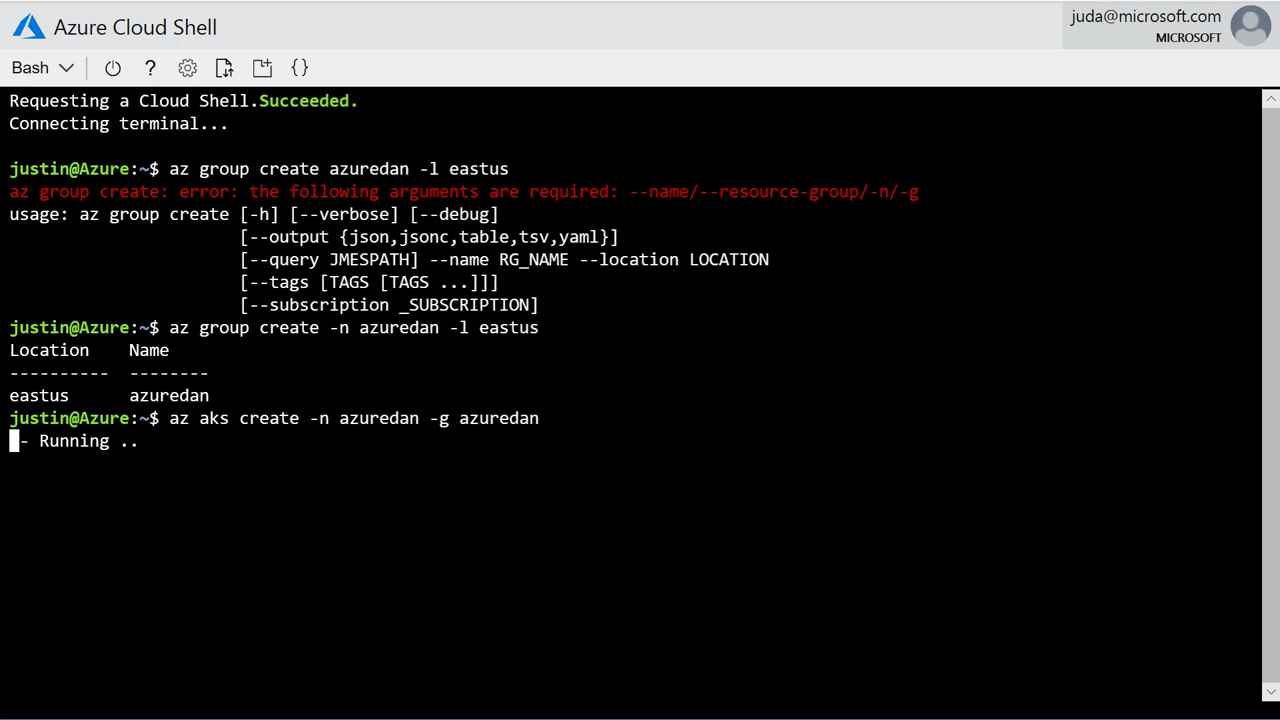 Azure Cloud Shell
juda@microsoft.com
MICROSOFT
Bash
?
{}
Requesting a Cloud Shell.Succeeded.
Connecting terminal...
justin@Azure:~$ az group create azuredan -l eastus
az group create: error: the following arguments are required: --name/--resource-group/-n/-g
usage: az group create [-h] [--verbose] [--debug]
[--output {json,jsonc,table,tsv,yaml}]
[--query JMESPATH] --name RG_NAME --location LOCATION
[--tags [TAGS [TAGS ...]]]
[--subscription _SUBSCRIPTION]
justin@Azure:~$ az group create -n azuredan -l eastus
Location Name
---------- --------
eastus azuredan
justin@Azure:~$ az aks create -n azuredan -g azuredan
- Running ..